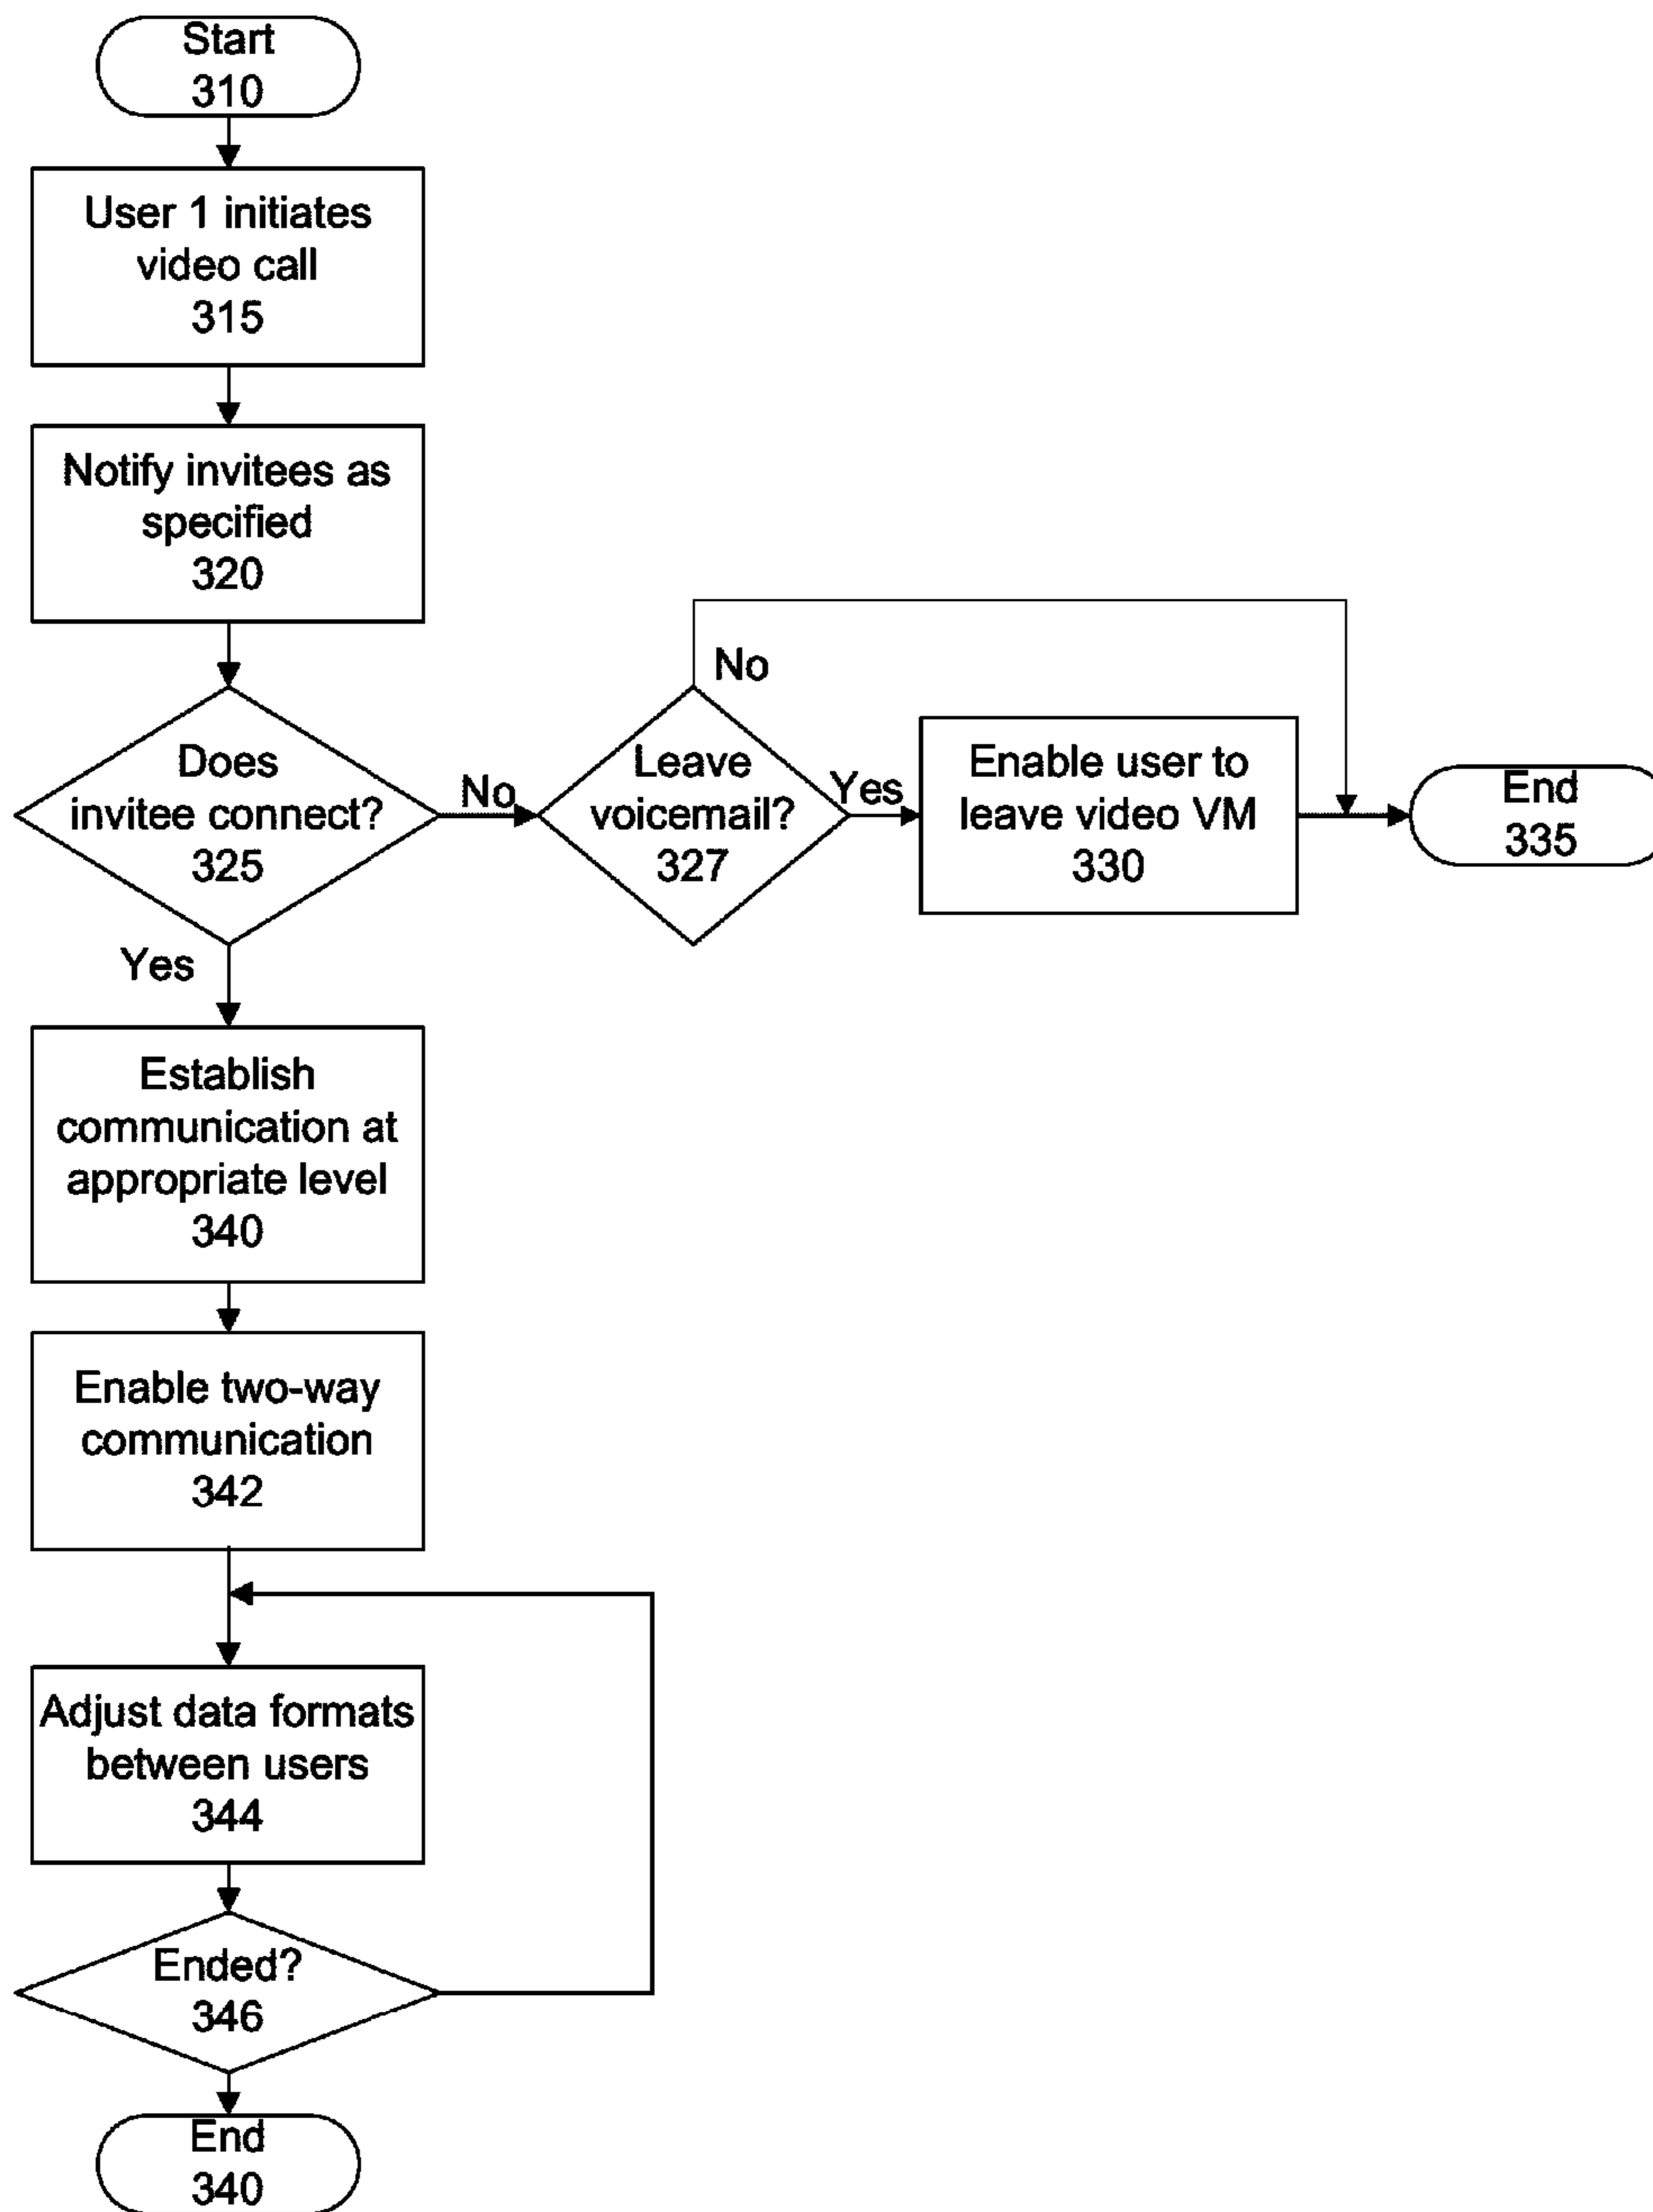 Start
310
User 1 initiates
video call
315
Notify invitees as
specified
320
Does
invitee connect?
325
No
Leave
voicemail?
327
No
Yes
Enable user to
leave video VM
330
End
335
Yes
Establish
communication at
appropriate level
340
Enable two-way
communication
342
Adjust data formats
between users
344
Ended?
346
End
340